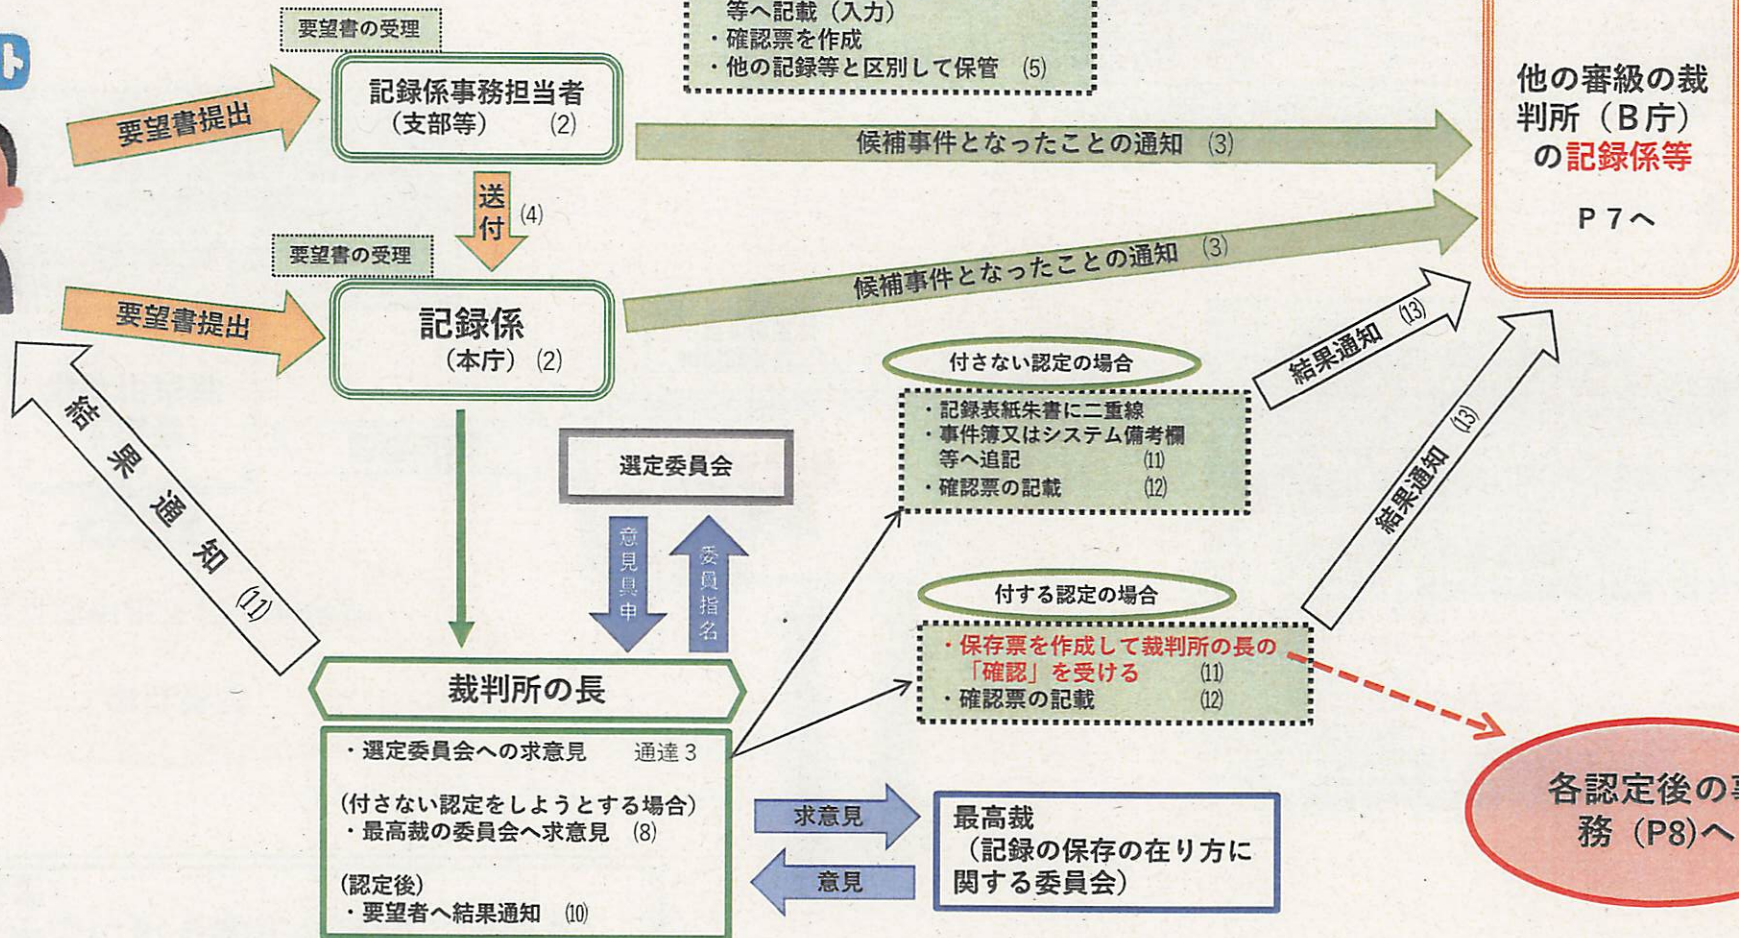 ト
要望書の受理
等へ記載（入力）
・確認票を作成
・他の記録等と区別して保管 (5)
要望書提出
記録係事務担当者
（支部等） (2)
候補事件となったことの通知 (3)
他の審級の裁
判所（Ｂ庁）
の記録係等
Ｐ７へ
送付 (4)
要望書の受理
要望書提出
記録係
（本庁） (2)
候補事件となったことの通知 (3)
結果通知 (13)
付さない認定の場合
・記録表紙朱書に二重線
・事件簿又はシステム備考欄
等へ追記 (11)
・確認票の記載 (12)
結果通知 (13)
結果通知 (11)
選定委員会
意見具申
委員指名
付する認定の場合
・保存票を作成して裁判所の長の
「確認」を受ける (11)
・確認票の記載 (12)
裁判所の長
・選定委員会への求意見 通達３
(付さない認定をしようとする場合)
・最高裁の委員会へ求意見 (8)
(認定後)
・要望者へ結果通知 (10)
求意見
意見
最高裁
（記録の保存の在り方に
関する委員会）
各認定後の事
務（P8)へ